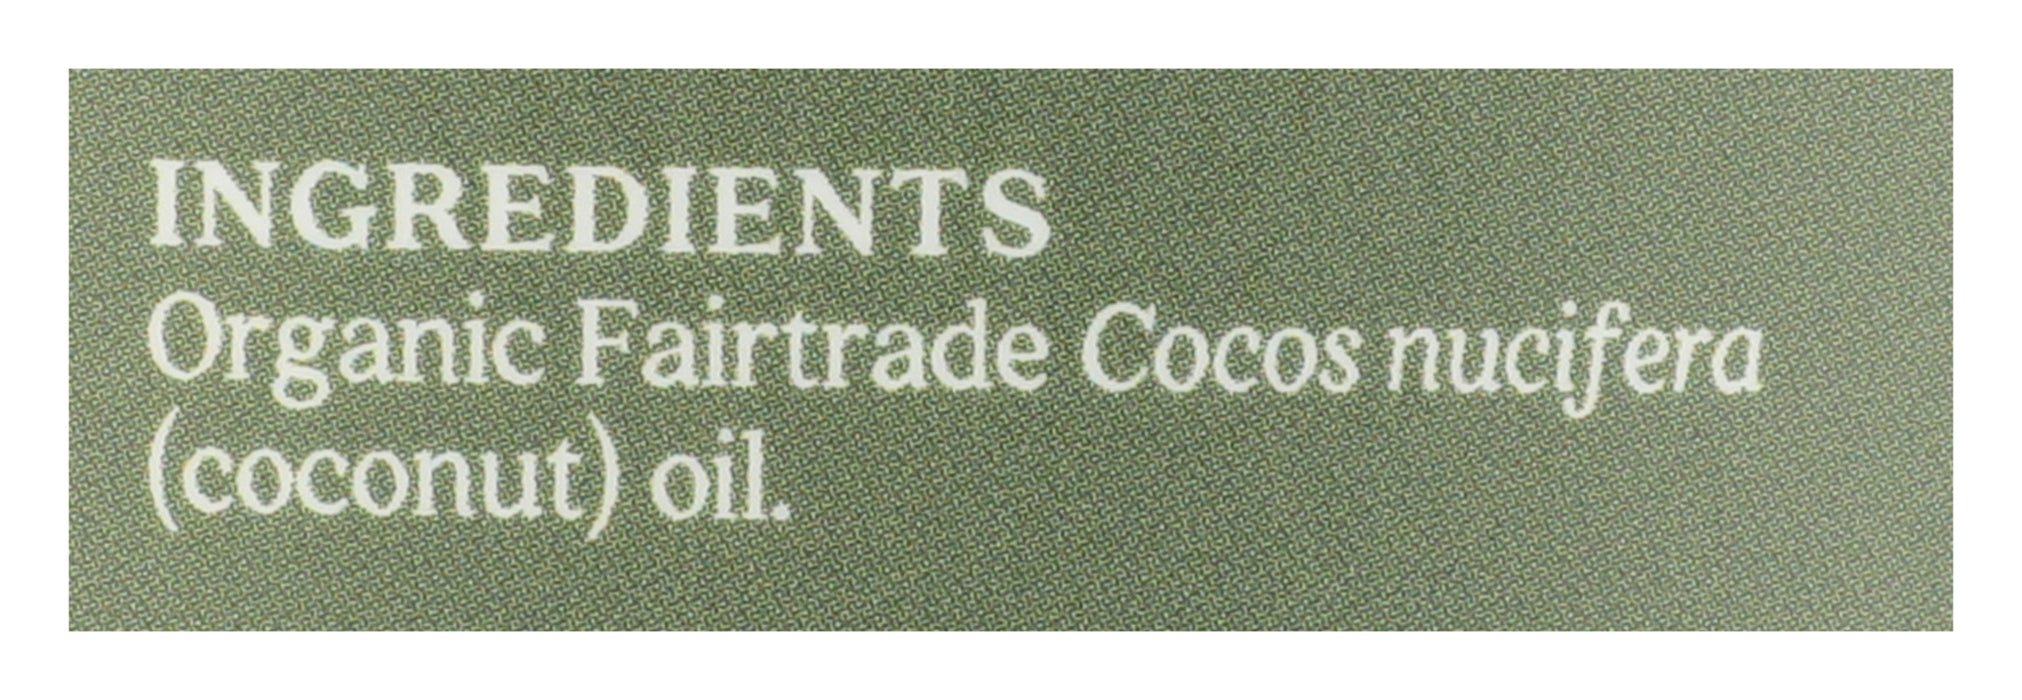 INGREDIENTS
Organic Fairtrade Cocos nucifera
(coconut) oil.